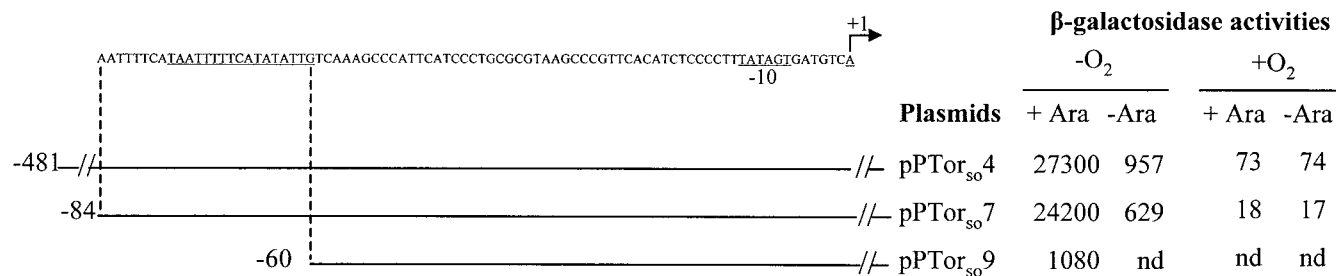 +1
β-galactosidase activities
AATTTTCATAATTTTTCATATATTGTCAAAGCCCATTCATCCCTGCGCGTAAGCCCGTTCACATCTCCCCTTTATAGTGATGTCA
-10
-O₂ +O₂
Plasmids + Ara -Ara + Ara -Ara
-481 pPTorso4 27300 957 73 74
-84 pPTorso7 24200 629 18 17
-60 pPTorso9 1080 nd nd nd